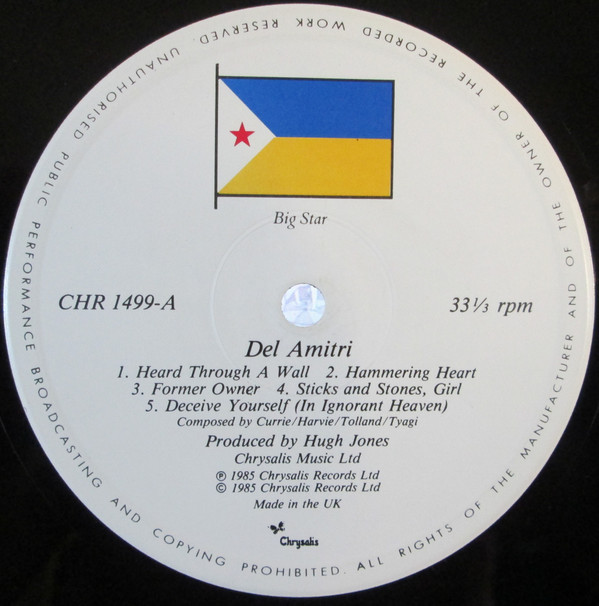 Big Star
CHR 1499-A
33⅓ rpm
Del Amitri
1. Heard Through A Wall 2. Hammering Heart
3. Former Owner 4. Sticks and Stones, Girl
5. Deceive Yourself (In Ignorant Heaven)
Composed by Currie/Harvie/Tolland/Tyagi
Produced by Hugh Jones
Chrysalis Music Ltd
Ⓟ 1985 Chrysalis Records Ltd
© 1985 Chrysalis Records Ltd
Made in the UK
Chrysalis
ALL RIGHTS OF THE MANUFACTURER AND OF THE OWNER OF THE RECORDED WORK RESERVED. UNAUTHORISED PUBLIC PERFORMANCE BROADCASTING AND COPYING PROHIBITED.